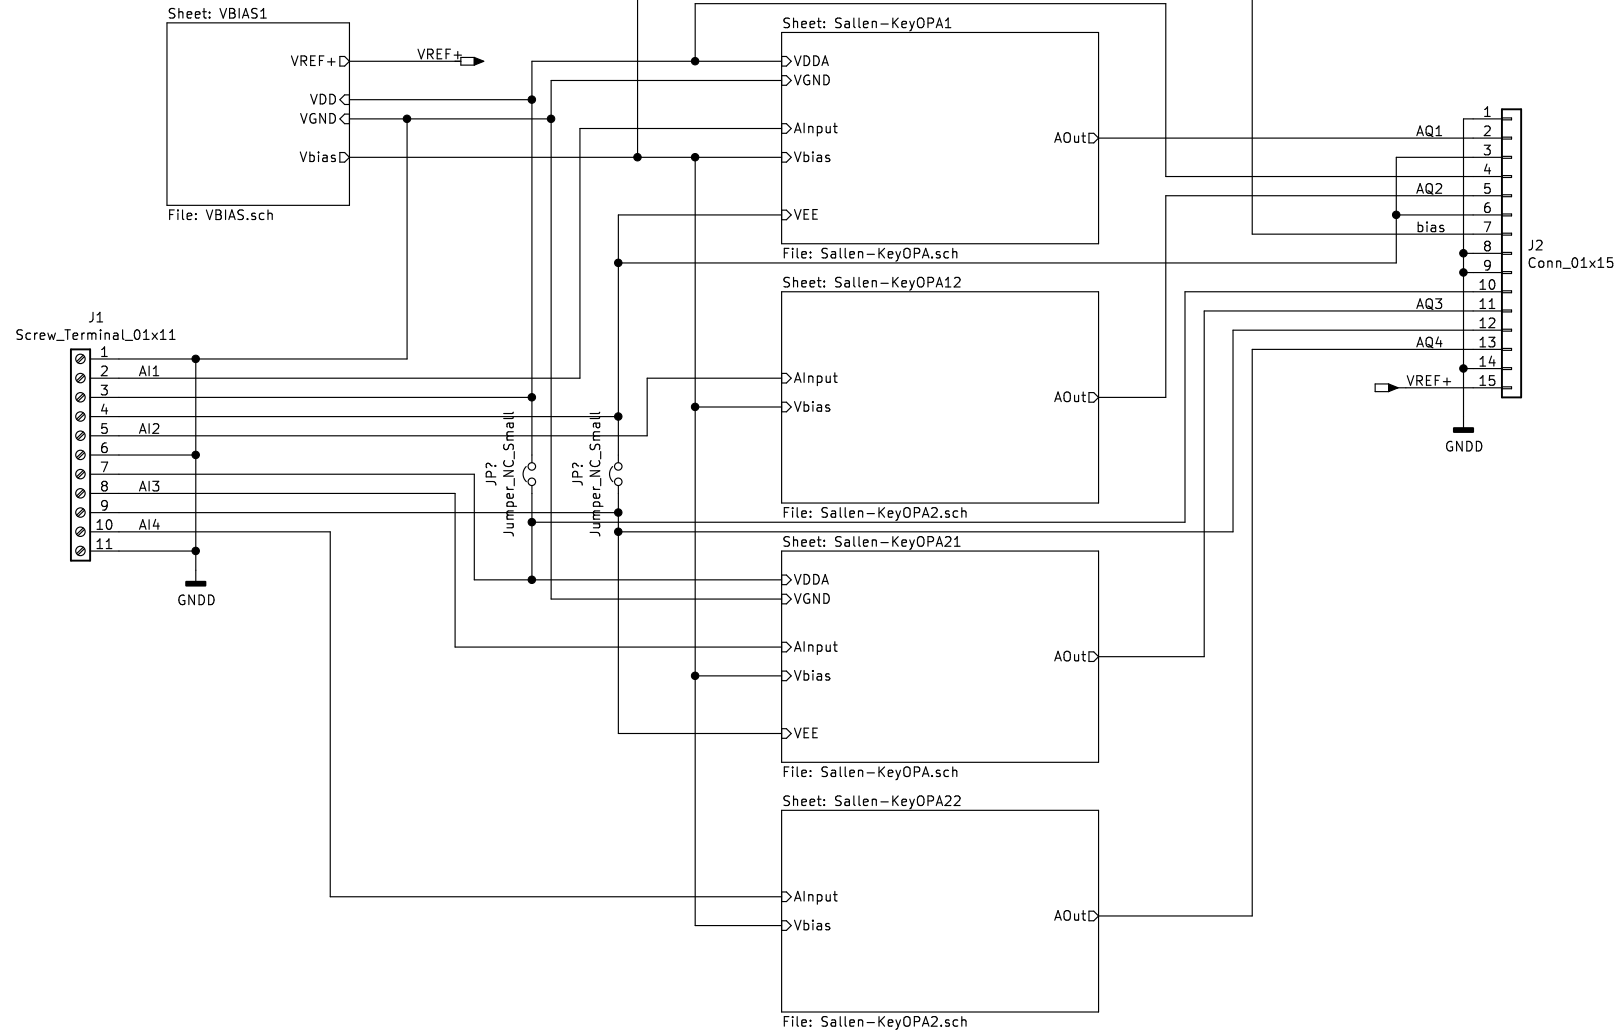 Sheet: VBIAS1
VREF+
VDD
VGND
Vbias
File: VBIAS.sch
VREF+
Sheet: Sallen-KeyOPA1
VDDA
VGND
AInput
Vbias
VEE
AOut
File: Sallen-KeyOPA.sch
Sheet: Sallen-KeyOPA12
AInput
Vbias
AOut
File: Sallen-KeyOPA2.sch
Sheet: Sallen-KeyOPA21
VDDA
VGND
AInput
Vbias
VEE
AOut
File: Sallen-KeyOPA.sch
Sheet: Sallen-KeyOPA22
AInput
Vbias
AOut
File: Sallen-KeyOPA2.sch
J1
Screw_Terminal_01x11
1
2 AI1
3
4
5 AI2
6
7
8 AI3
9
10 AI4
11
GNDD
JP?
Jumper_NC_Small
JP?
Jumper_NC_Small
1
AQ1 2
3
4
AQ2 5
6
bias 7
8
9
10
AQ3 11
12
AQ4 13
14
VREF+ 15
GNDD
J2
Conn_01x15